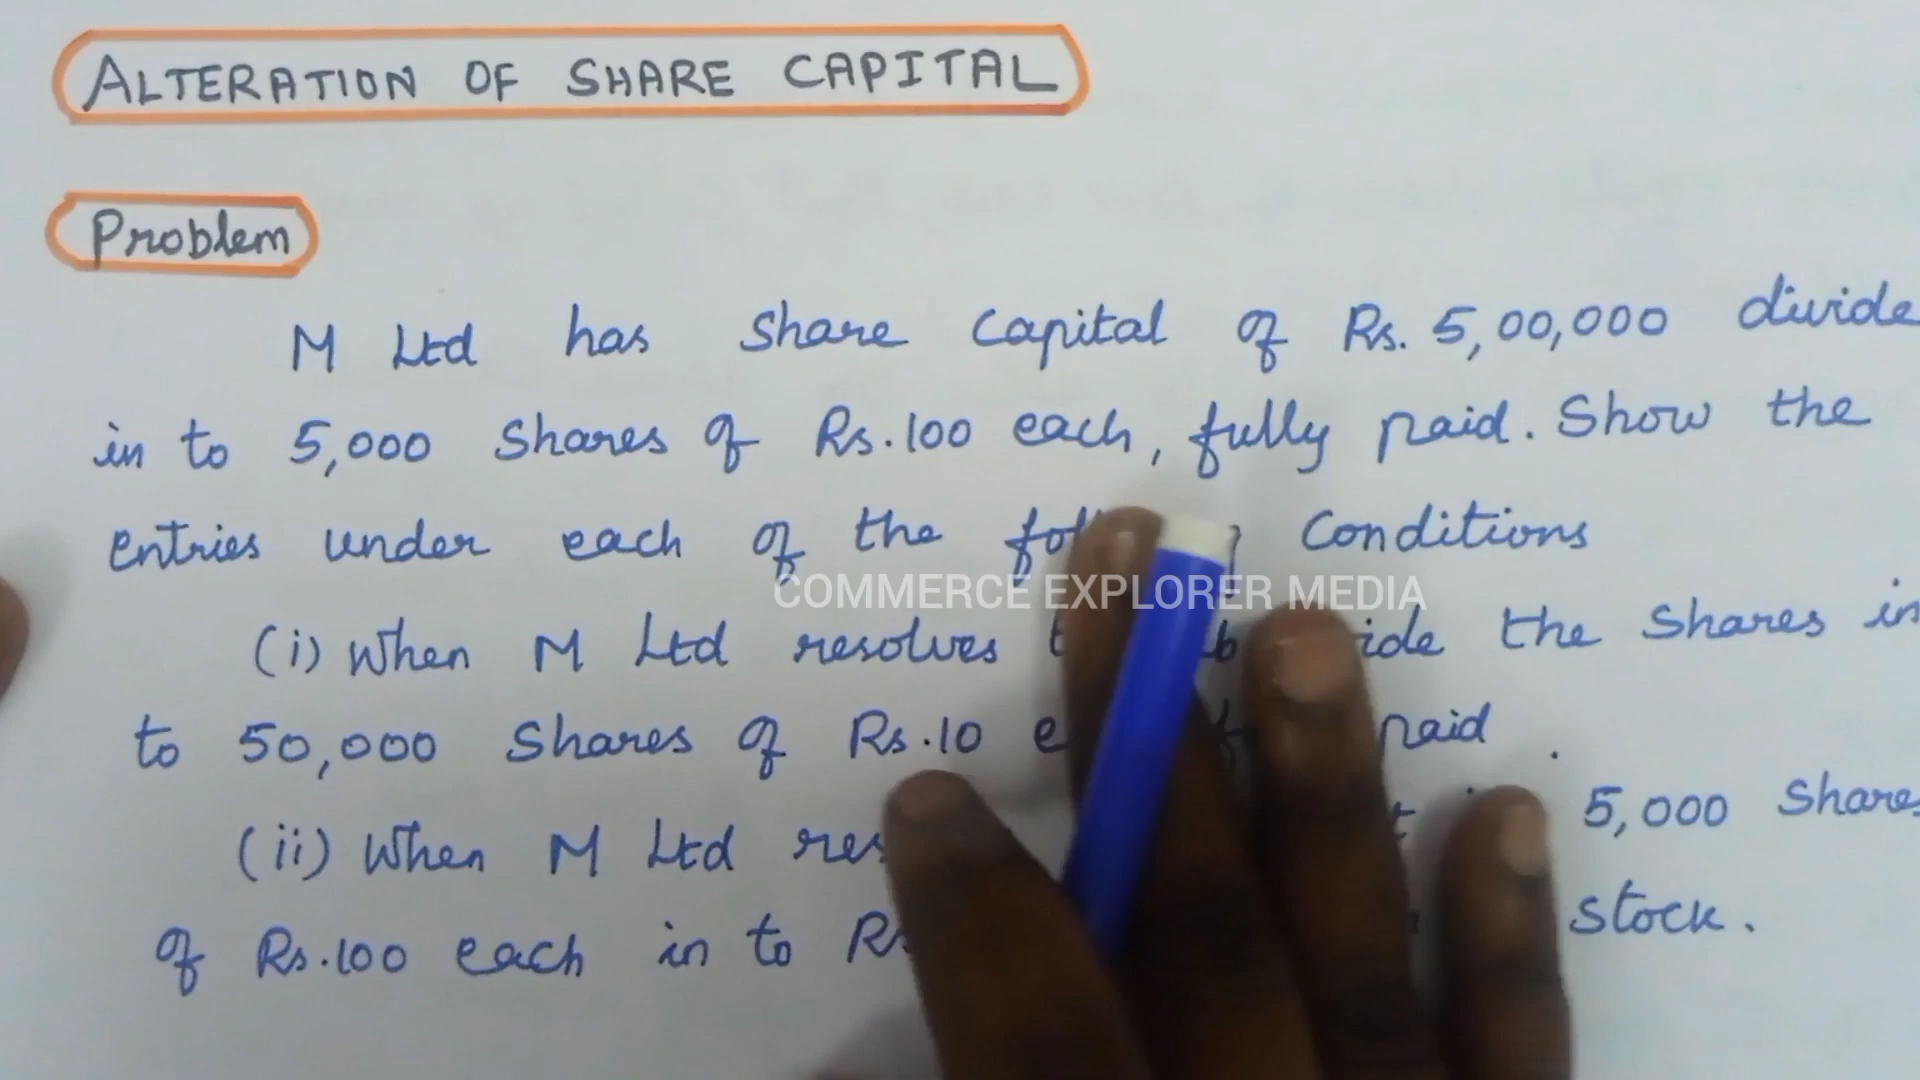 ALTERATION OF SHARE CAPITAL
Problem
M Ltd has Share Capital of Rs. 5,00,000 divide
in to 5,000 Shares of Rs.100 each, fully paid. Show the
entries under each of the Conditions
(i) When M Ltd resolves the Shares in
to 50,000 Shares of Rs.10 paid.
(ii) When M Ltd 5,000 Shares
of Rs.100 each in to stock.
COMMERCE EXPLORER MEDIA